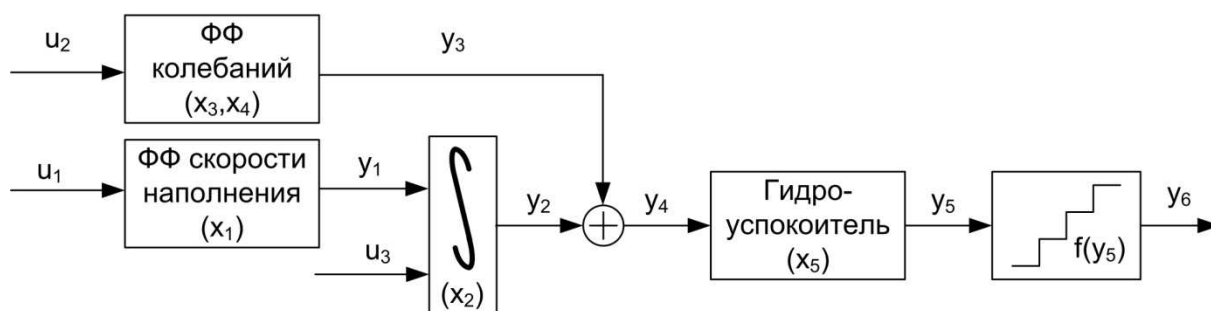 u₂
ФФ
колебаний
(x₃,x₄)
y₃
u₁
ФФ скорости
наполнения
(x₁)
y₁
u₃
(x₂)
y₂
y₄
Гидро-
успокоитель
(x₅)
y₅
f(y₅)
y₆